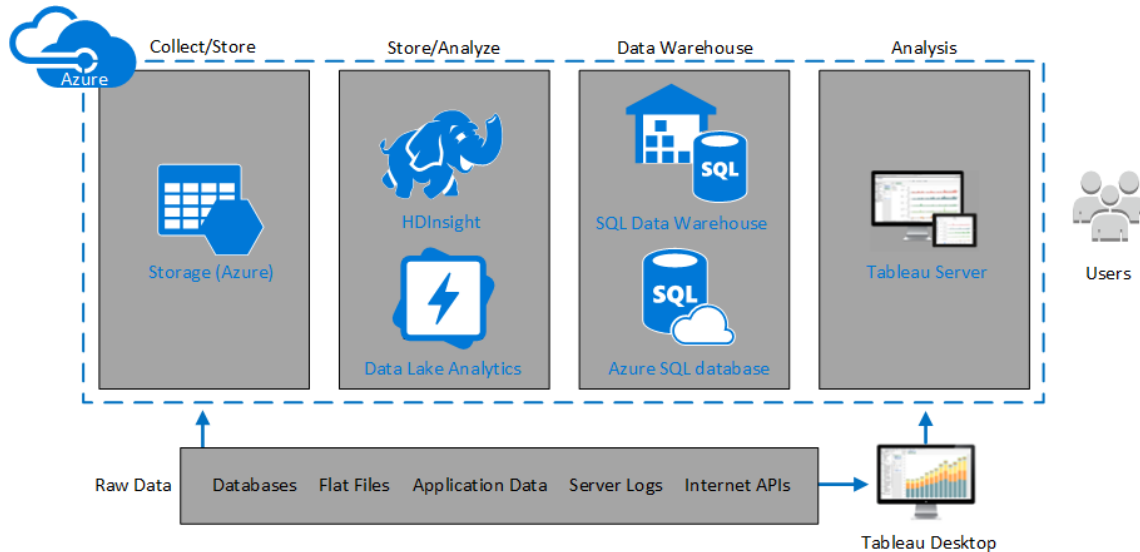 Collect/Store
Store/Analyze
Data Warehouse
Analysis
Azure
Storage (Azure)
HDInsight
Data Lake Analytics
SQL
SQL Data Warehouse
SQL
Azure SQL database
Tableau Server
Users
Raw Data
Databases
Flat Files
Application Data
Server Logs
Internet APIs
Tableau Desktop